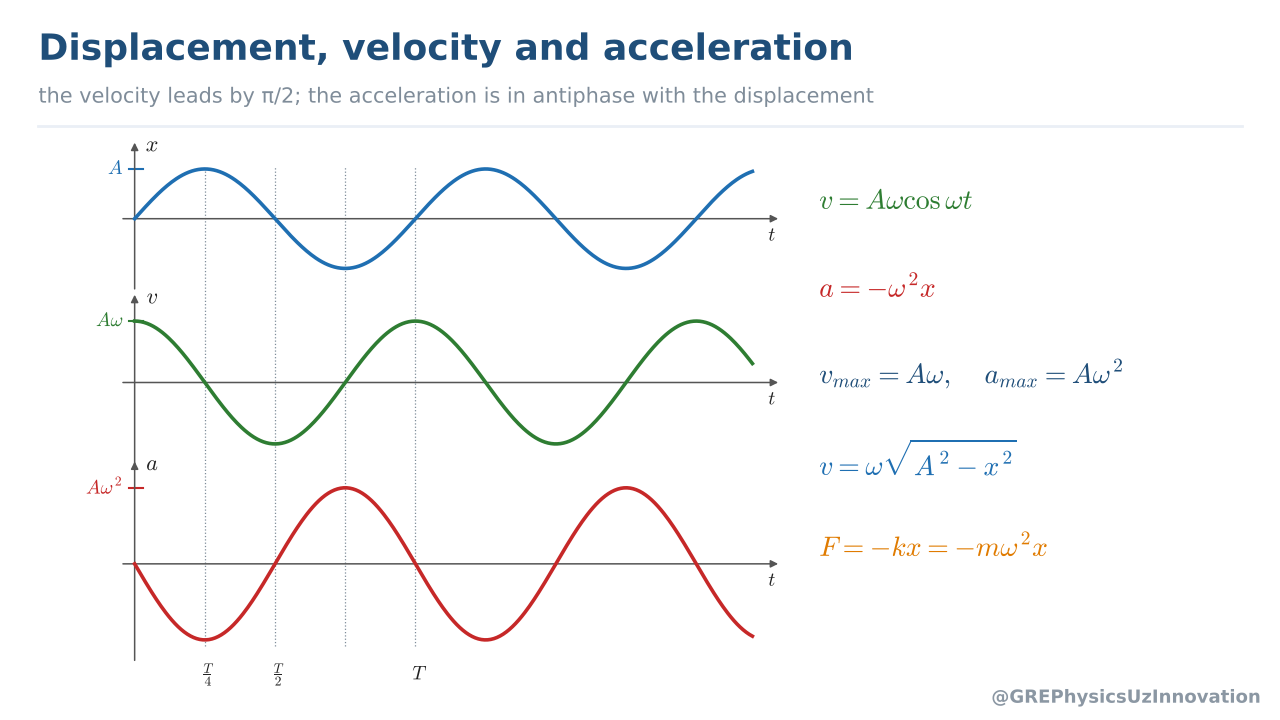 Displacement, velocity and acceleration
the velocity leads by π/2; the acceleration is in antiphase with the displacement
x
A
t
v
Aω
t
a
Aω²
t
T/4 T/2 T
v = Aω cos ωt
a = −ω²x
v_max = Aω, a_max = Aω²
v = ω√(A² − x²)
F = −kx = −mω²x
@GREPhysicsUzInnovation